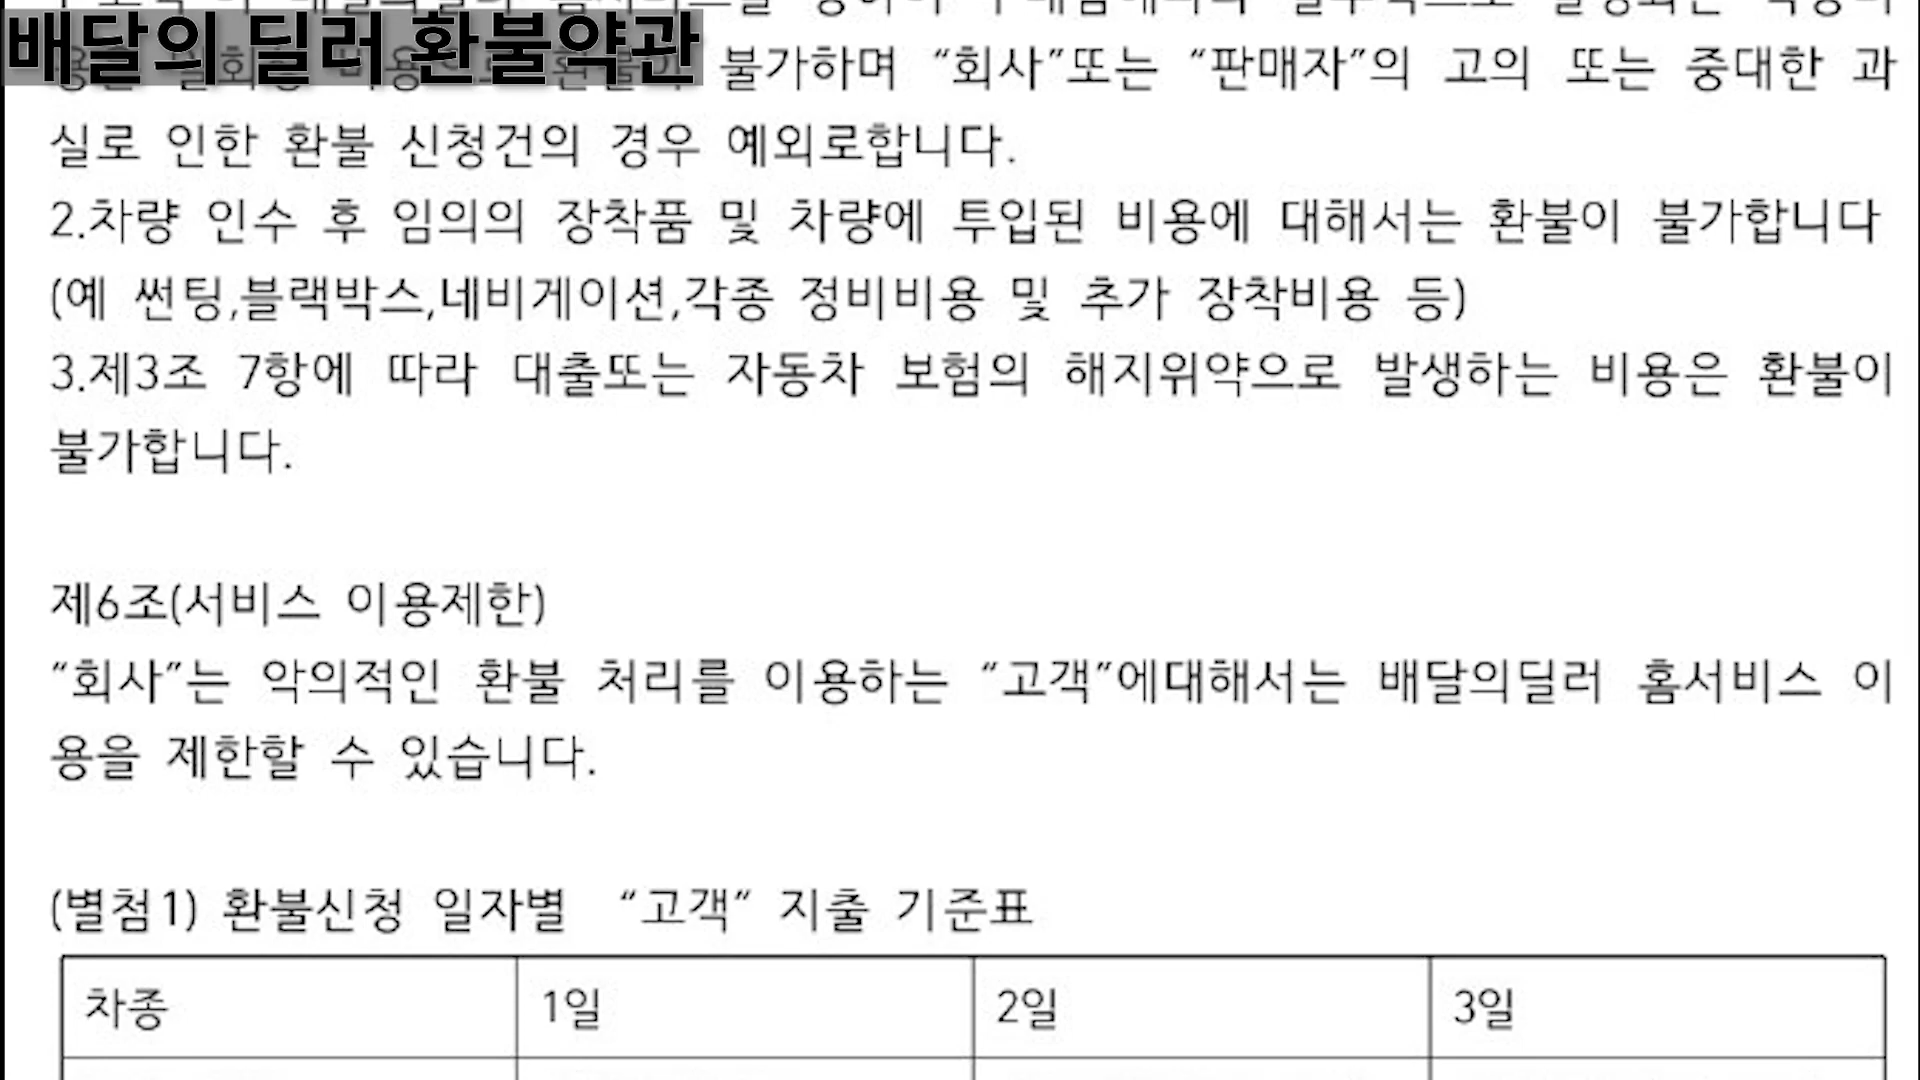 배달의 딜러 환불약관
불가하며 “회사”또는 “판매자”의 고의 또는 중대한 과
실로 인한 환불 신청건의 경우 예외로합니다.
2.차량 인수 후 임의의 장착품 및 차량에 투입된 비용에 대해서는 환불이 불가합니다
(예 썬팅,블랙박스,네비게이션,각종 정비비용 및 추가 장착비용 등)
3.제3조 7항에 따라 대출또는 자동차 보험의 해지위약으로 발생하는 비용은 환불이
불가합니다.
제6조(서비스 이용제한)
“회사”는 악의적인 환불 처리를 이용하는 “고객”에대해서는 배달의딜러 홈서비스 이
용을 제한할 수 있습니다.
(별첨1) 환불신청 일자별 “고객” 지출 기준표
차종 1일 2일 3일